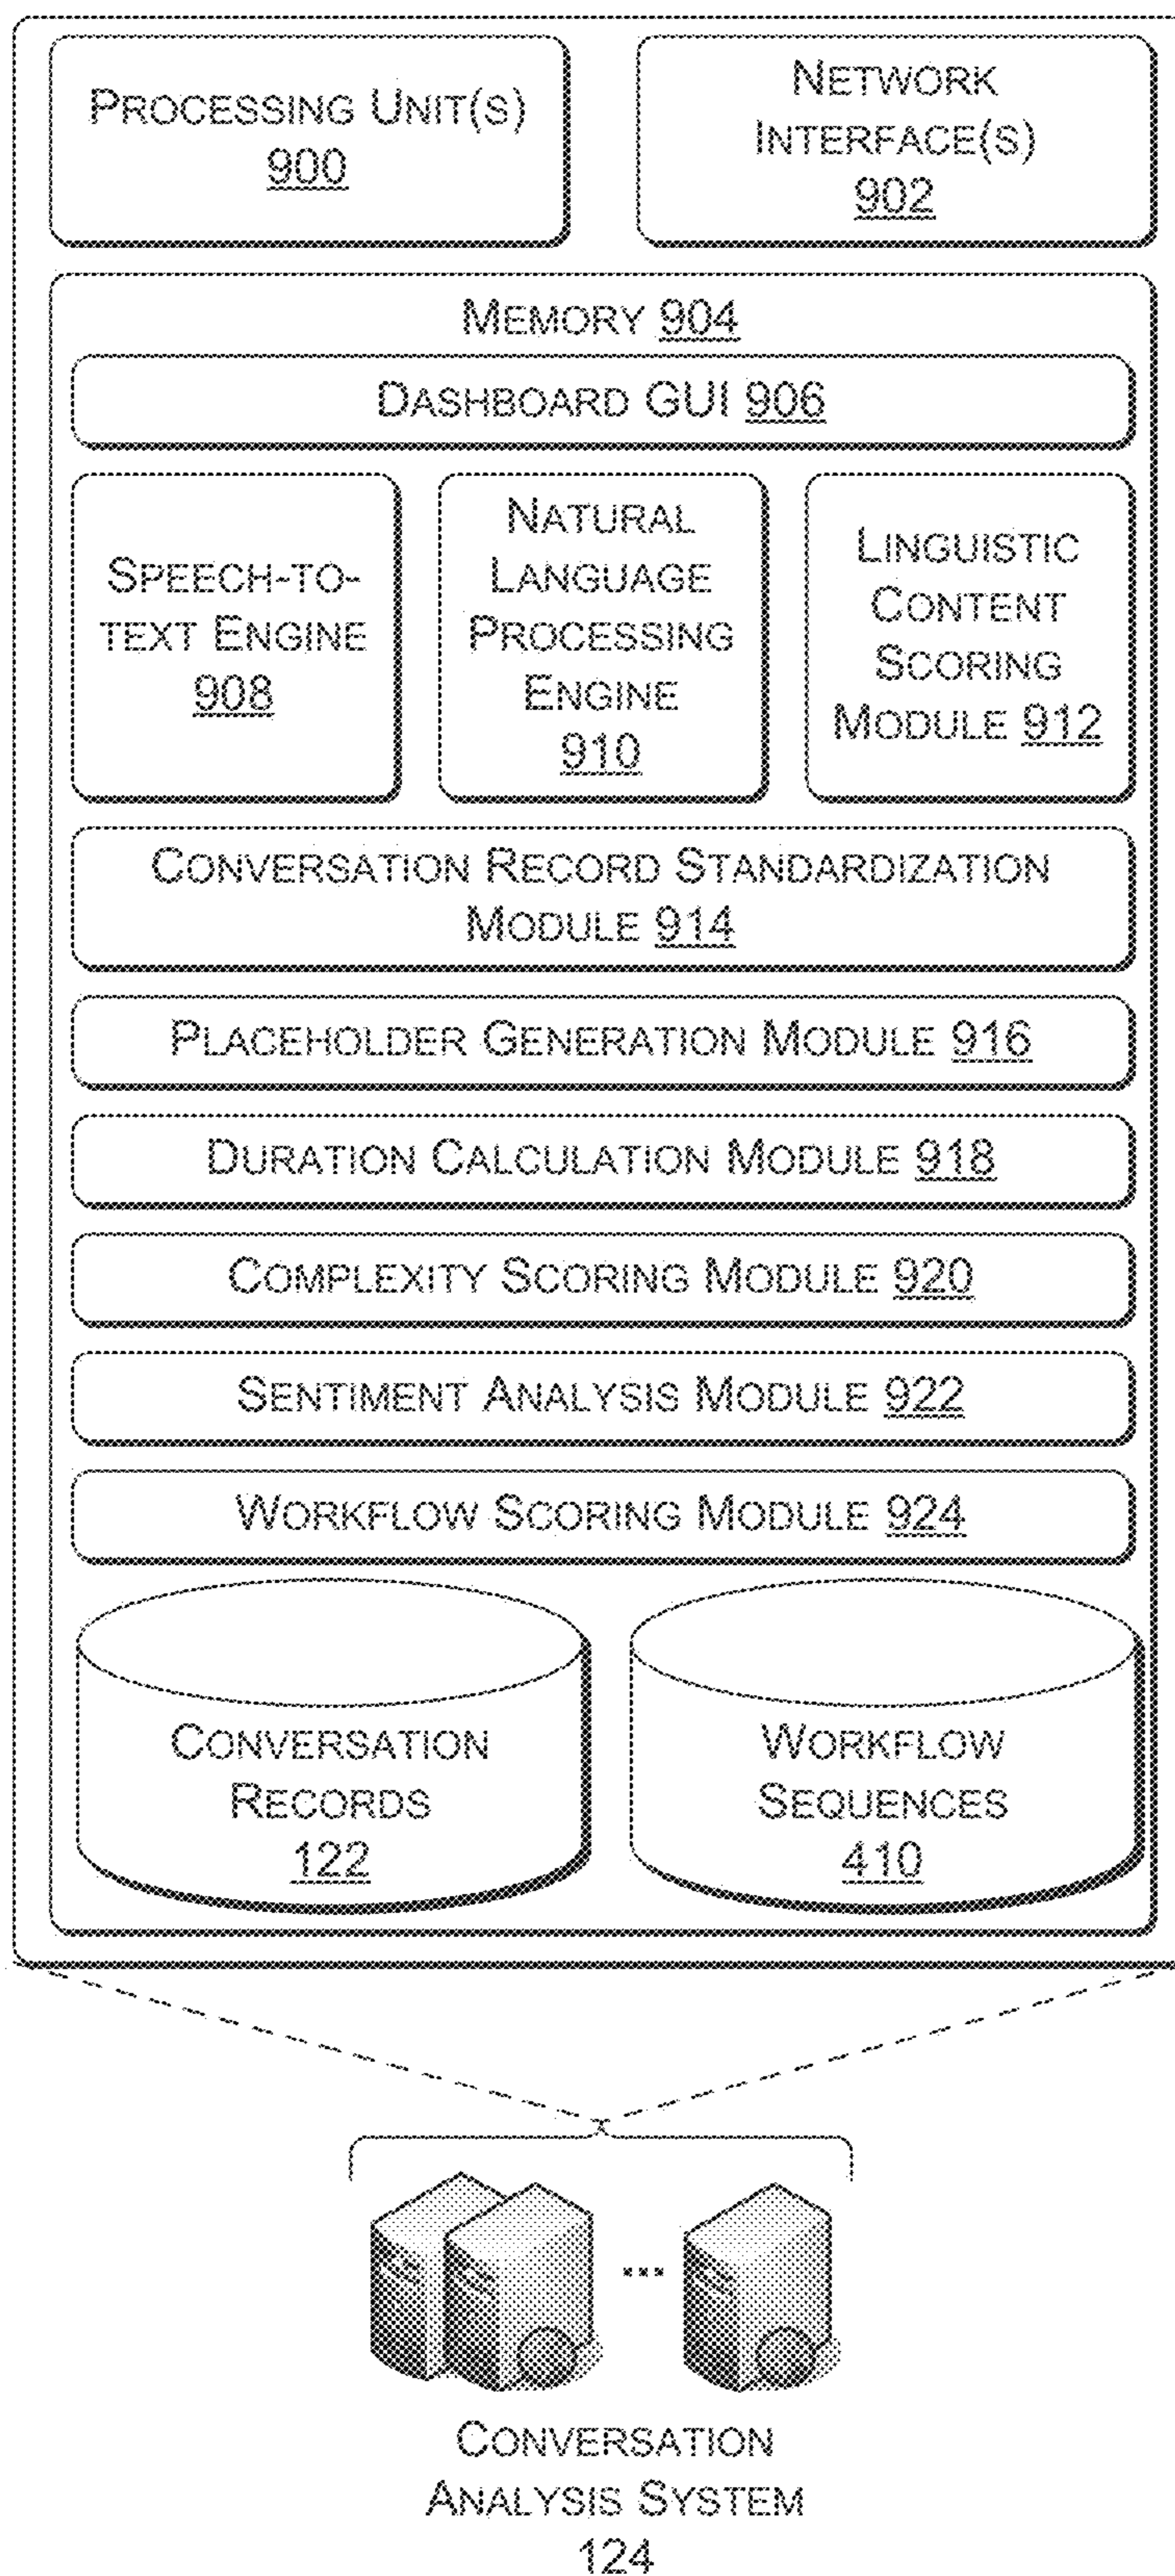 PROCESSING UNIT(S)
900
NETWORK
INTERFACE(S)
902
MEMORY 904
DASHBOARD GUI 906
SPEECH-TO-
TEXT ENGINE
908
NATURAL
LANGUAGE
PROCESSING
ENGINE
910
LINGUISTIC
CONTENT
SCORING
MODULE 912
CONVERSATION RECORD STANDARDIZATION
MODULE 914
PLACEHOLDER GENERATION MODULE 916
DURATION CALCULATION MODULE 918
COMPLEXITY SCORING MODULE 920
SENTIMENT ANALYSIS MODULE 922
WORKFLOW SCORING MODULE 924
CONVERSATION
RECORDS
122
WORKFLOW
SEQUENCES
410
...
CONVERSATION
ANALYSIS SYSTEM
124